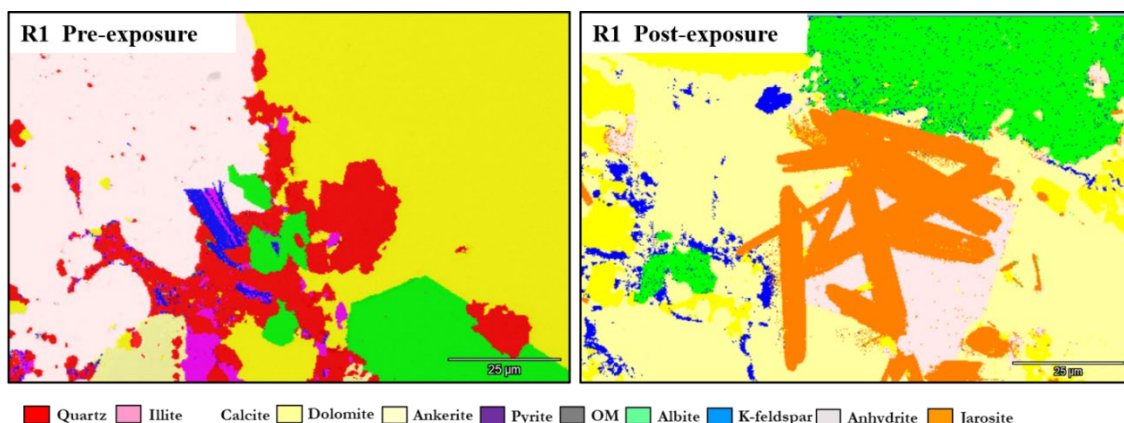 R1 Pre-exposure
R1 Post-exposure
25 µm
25 µm
Quartz Illite Calcite Dolomite Ankerite Pyrite OM Albite K-feldspar Anhydrite Jarosite